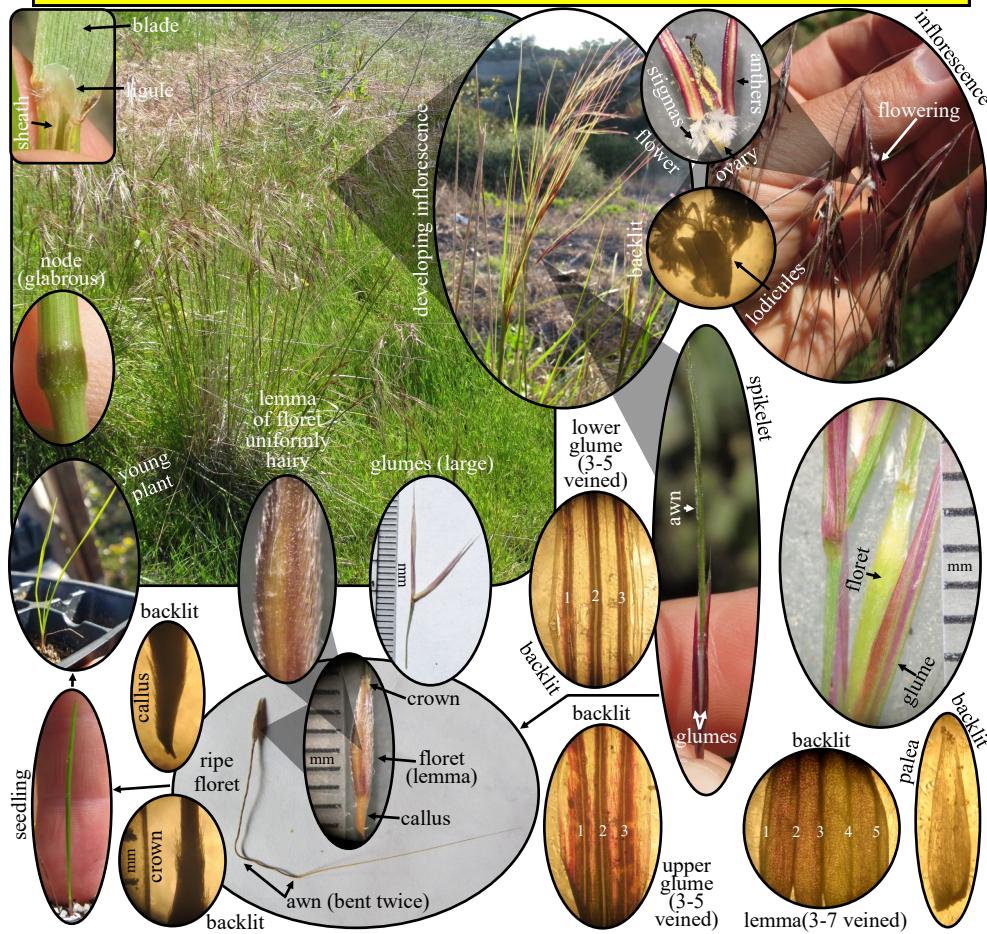 blade
ligule
sheath
developing inflorescence
stigmas
anthers
flower
ovary
inflorescence
flowering
backlit
lodicules
node
(glabrous)
lemma
of floret
uniformly
hairy
glumes (large)
mm
lower
glume
(3-5
veined)
1 2 3
backlit
spikelet
awn
glumes
floret
glume
mm
young
plant
seedling
backlit
callus
mm
crown
backlit
ripe
floret
awn (bent twice)
mm
crown
floret
(lemma)
callus
backlit
1 2 3
upper
glume
(3-5
veined)
backlit
1 2 3 4 5
lemma(3-7 veined)
palea
backlit